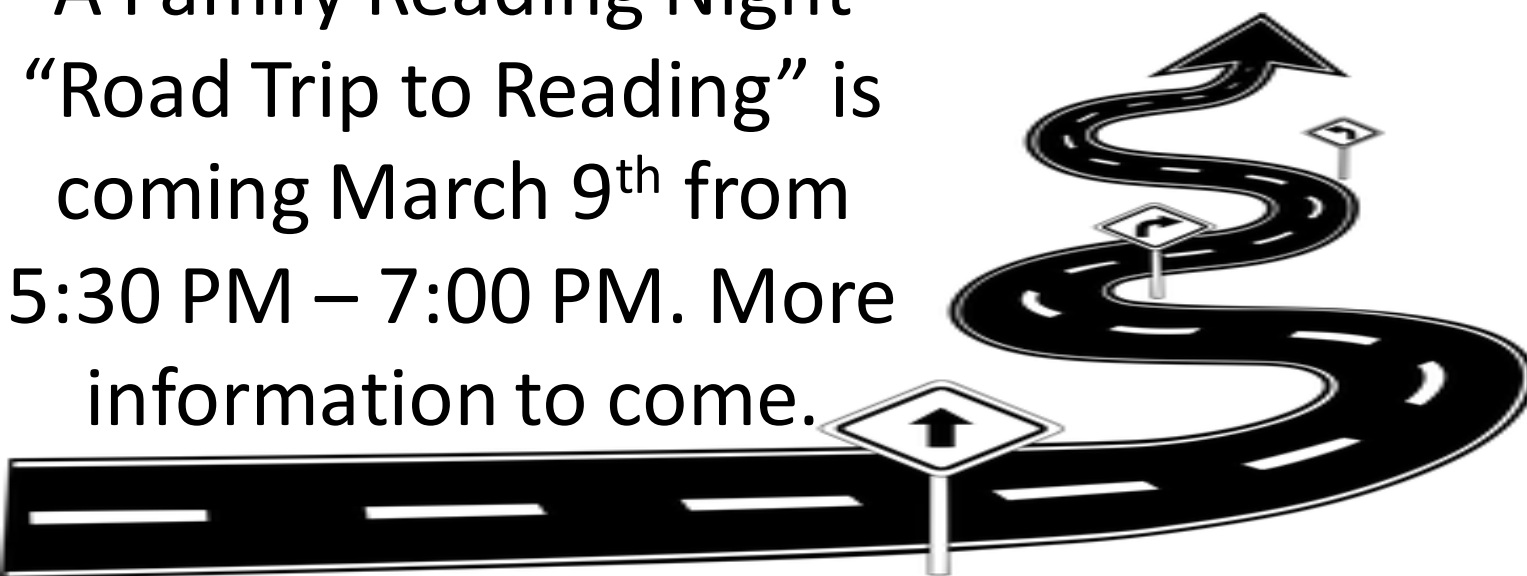 A Family Reading Night
“Road Trip to Reading” is
coming March 9th from
5:30 PM – 7:00 PM. More
information to come.